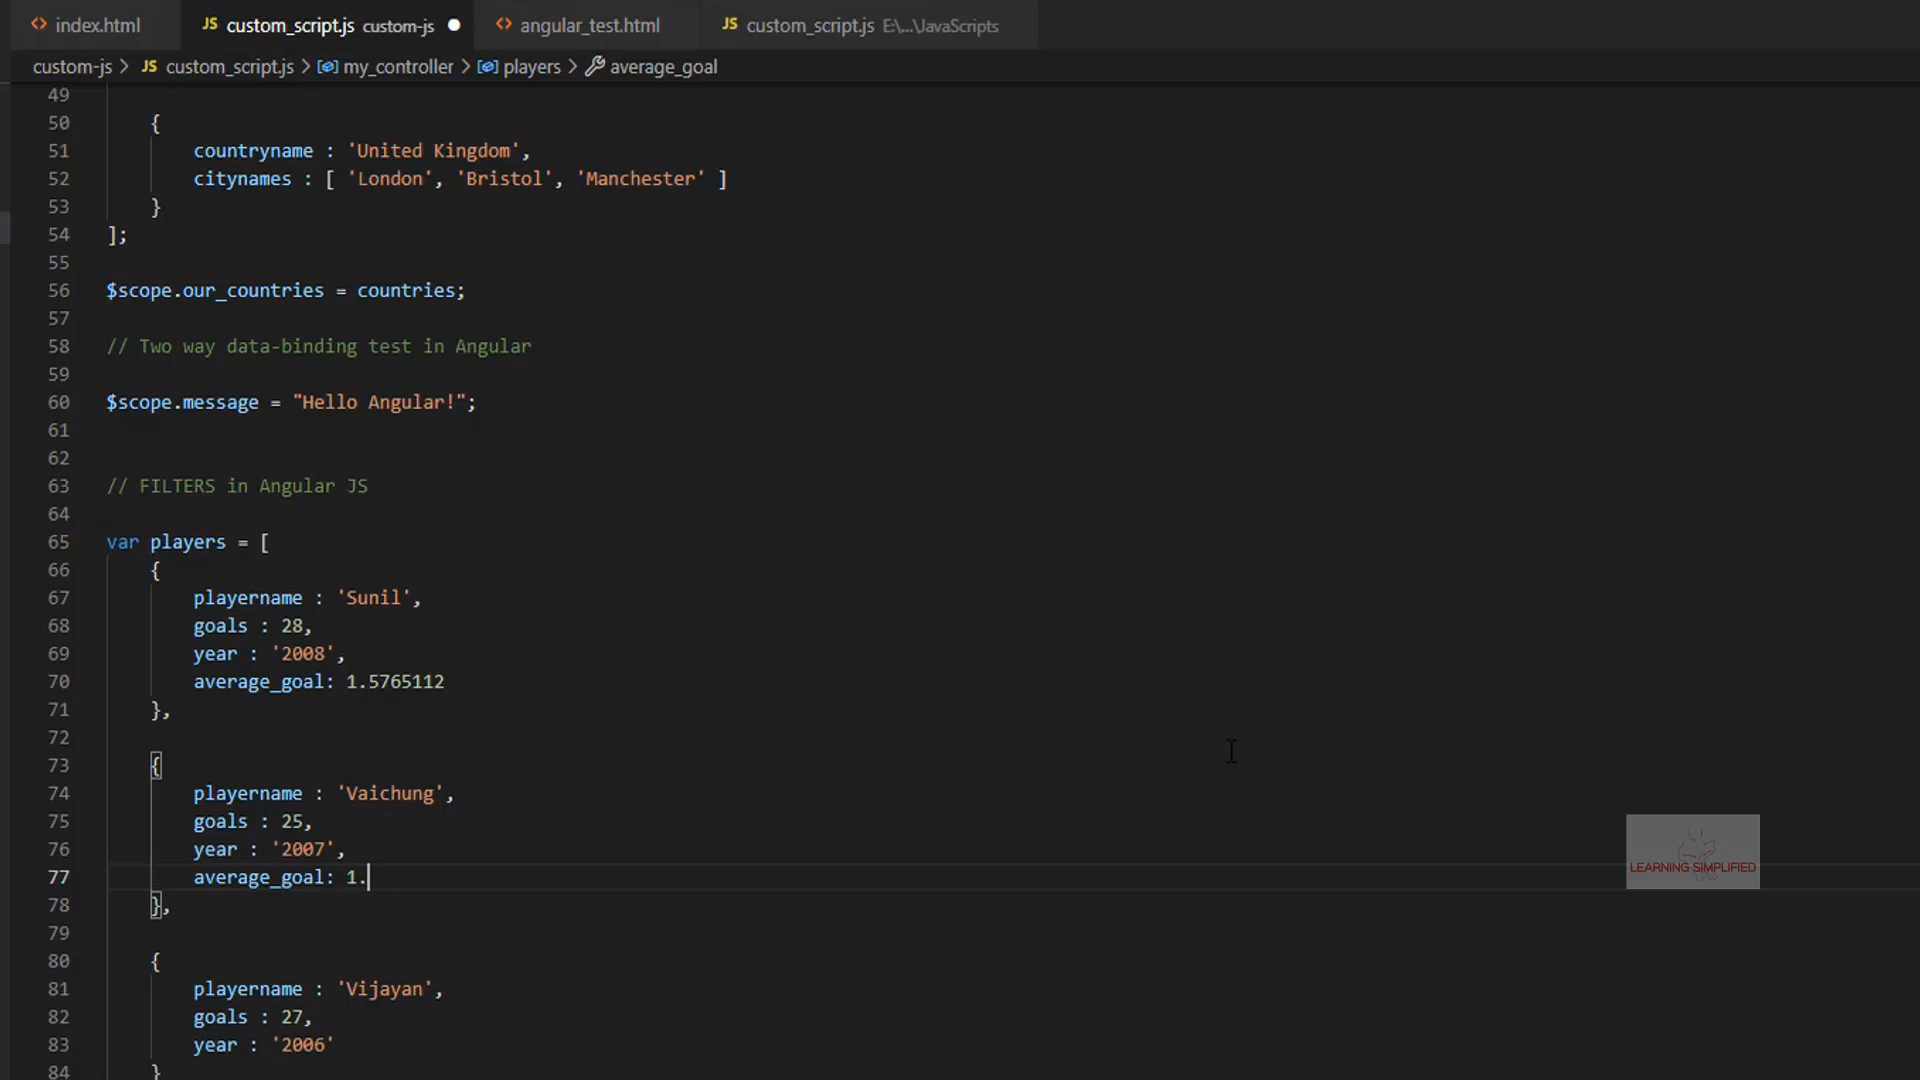 index.html JS custom_script.js custom-js angular_test.html JS custom_script.js E:\...\JavaScripts
custom-js > JS custom_script.js > my_controller > players > average_goal
49
50 {
51 countryname : 'United Kingdom',
52 citynames : [ 'London', 'Bristol', 'Manchester' ]
53 }
54 ];
55
56 $scope.our_countries = countries;
57
58 // Two way data-binding test in Angular
59
60 $scope.message = "Hello Angular!";
61
62
63 // FILTERS in Angular JS
64
65 var players = [
66 {
67 playername : 'Sunil',
68 goals : 28,
69 year : '2008',
70 average_goal: 1.5765112
71 },
72
73 {
74 playername : 'Vaichung',
75 goals : 25,
76 year : '2007',
77 average_goal: 1.
78 },
79
80 {
81 playername : 'Vijayan',
82 goals : 27,
83 year : '2006'
84 }
LEARNING SIMPLIFIED